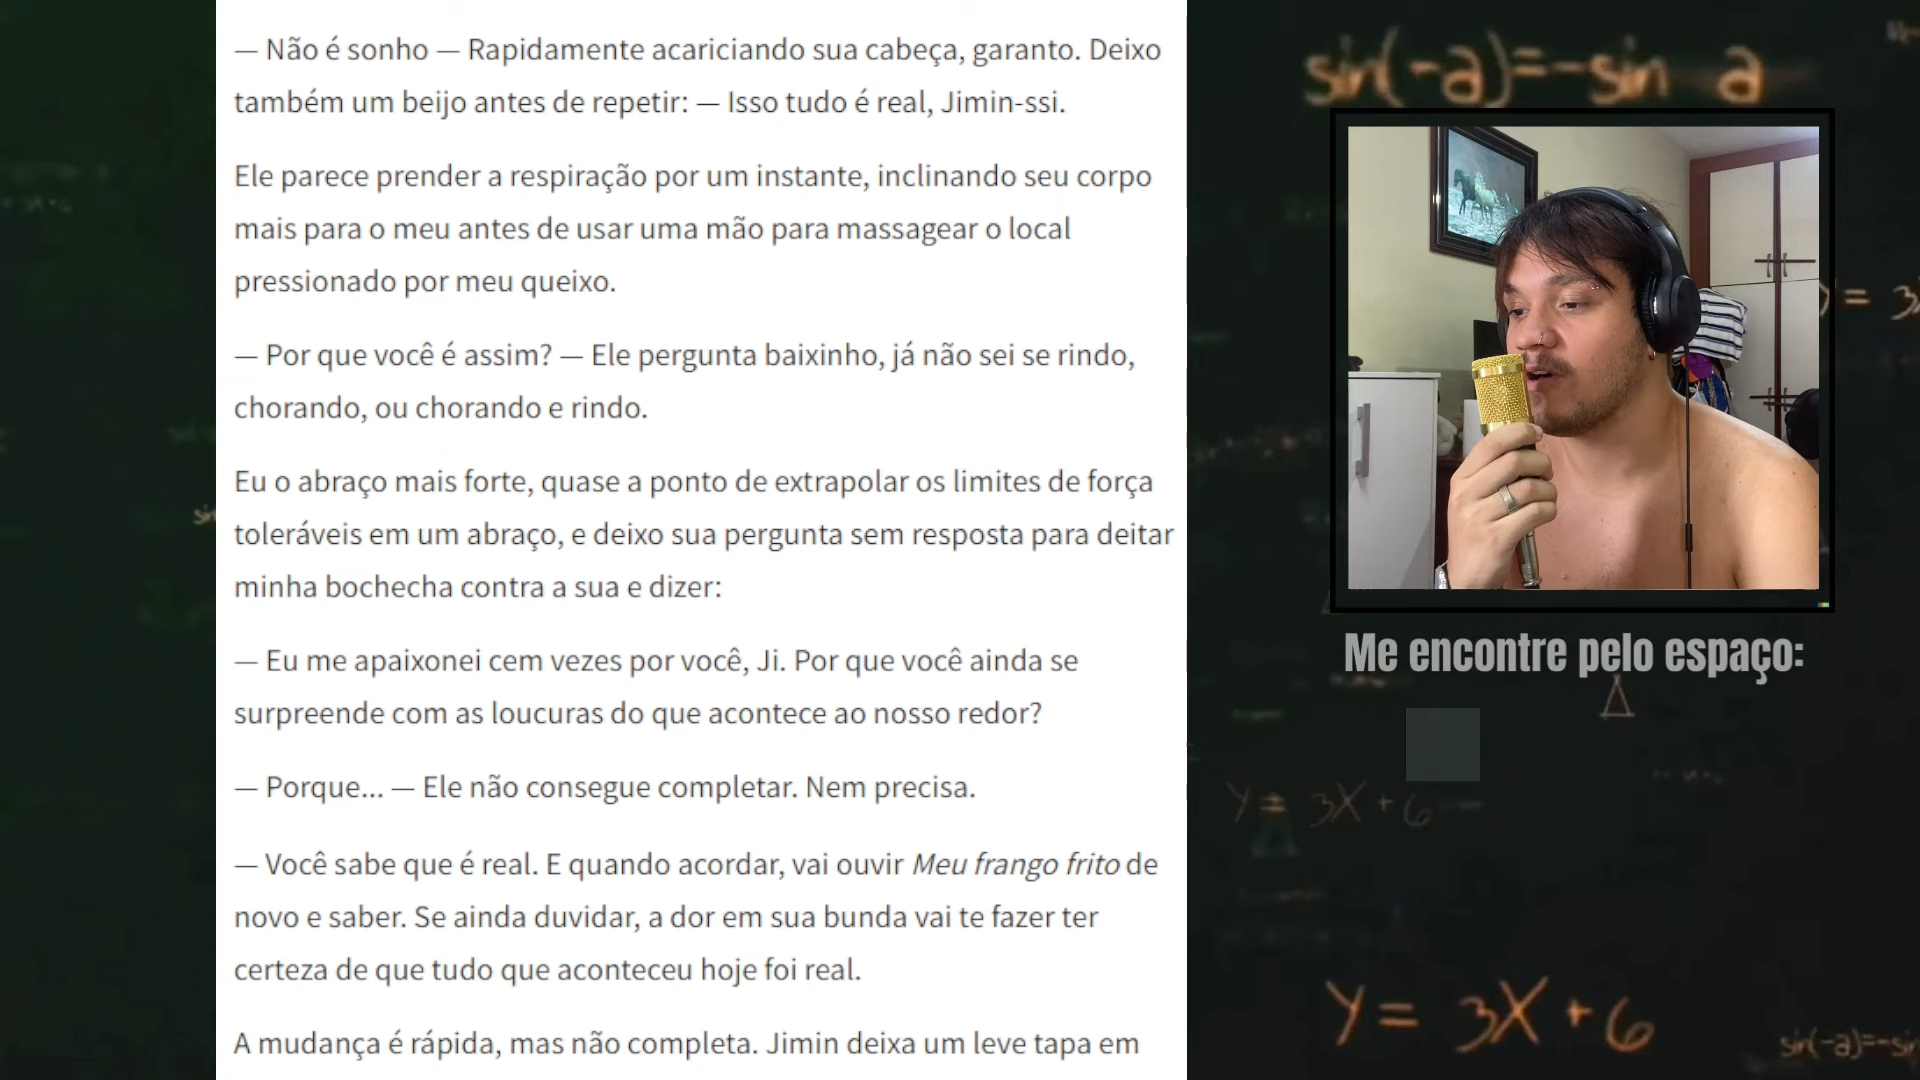 — Não é sonho — Rapidamente acariciando sua cabeça, garanto. Deixo
também um beijo antes de repetir: — Isso tudo é real, Jimin-ssi.
Ele parece prender a respiração por um instante, inclinando seu corpo
mais para o meu antes de usar uma mão para massagear o local
pressionado por meu queixo.
— Por que você é assim? — Ele pergunta baixinho, já não sei se rindo,
chorando, ou chorando e rindo.
Eu o abraço mais forte, quase a ponto de extrapolar os limites de força
toleráveis em um abraço, e deixo sua pergunta sem resposta para deitar
minha bochecha contra a sua e dizer:
— Eu me apaixonei cem vezes por você, Ji. Por que você ainda se
surpreende com as loucuras do que acontece ao nosso redor?
— Porque... — Ele não consegue completar. Nem precisa.
— Você sabe que é real. E quando acordar, vai ouvir Meu frango frito de
novo e saber. Se ainda duvidar, a dor em sua bunda vai te fazer ter
certeza de que tudo que aconteceu hoje foi real.
A mudança é rápida, mas não completa. Jimin deixa um leve tapa em
sin(-a)=-sin a
Me encontre pelo espaço:
Y = 3X + 6
Y = 3X + 6
sin(-a)=-sin